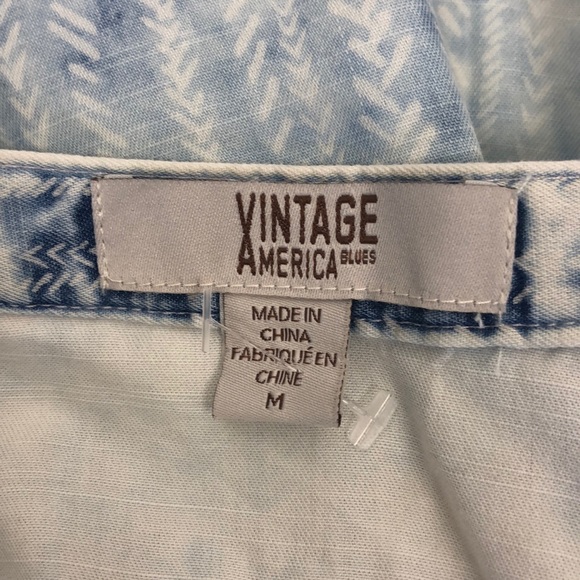 VINTAGE
AMERICA BLUES
MADE IN
CHINA
FABRIQUÉ EN
CHINE
M